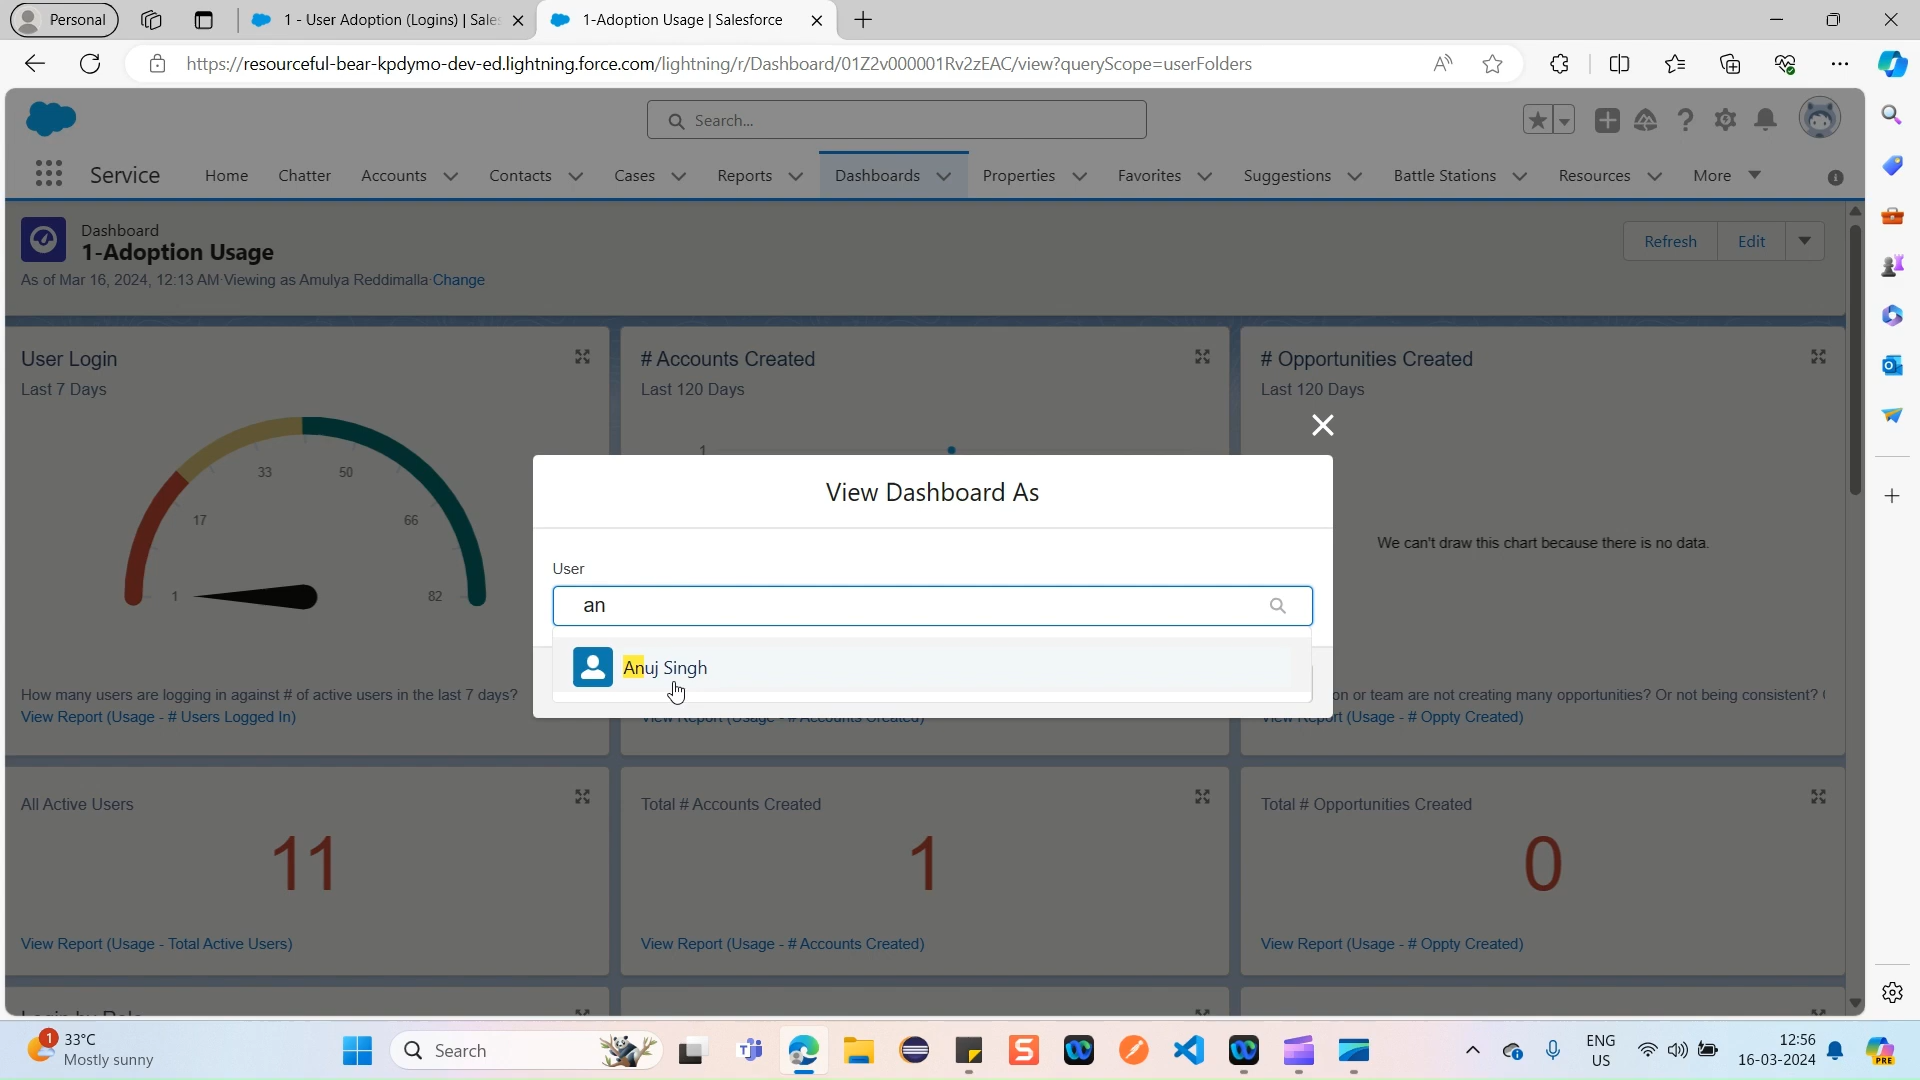 Personal
1 - User Adoption (Logins) | Sale
1-Adoption Usage | Salesforce
https://resourceful-bear-kpdymo-dev-ed.lightning.force.com/lightning/r/Dashboard/01Z2v000001Rv2zEAC/view?queryScope=userFolders
Search...
Service
Home
Chatter
Accounts
Contacts
Cases
Reports
Dashboards
Properties
Favorites
Suggestions
Battle Stations
Resources
More
Dashboard
1-Adoption Usage
As of Mar 16, 2024, 12:13 AM·Viewing as Amulya Reddimalla·Change
Refresh
Edit
User Login
Last 7 Days
1
17
33
50
66
82
How many users are logging in against # of active users in the last 7 days?
View Report (Usage - # Users Logged In)
# Accounts Created
Last 120 Days
1
View Report (Usage - # Accounts Created)
# Opportunities Created
Last 120 Days
We can't draw this chart because there is no data.
on or team are not creating many opportunities? Or not being consistent? (
View Report (Usage - # Oppty Created)
View Dashboard As
User
an
Anuj Singh
All Active Users
11
View Report (Usage - Total Active Users)
Total # Accounts Created
1
View Report (Usage - # Accounts Created)
Total # Opportunities Created
0
View Report (Usage - # Oppty Created)
Login by Role
1
33°C
Mostly sunny
Search
ENG
US
12:56
16-03-2024
PRE